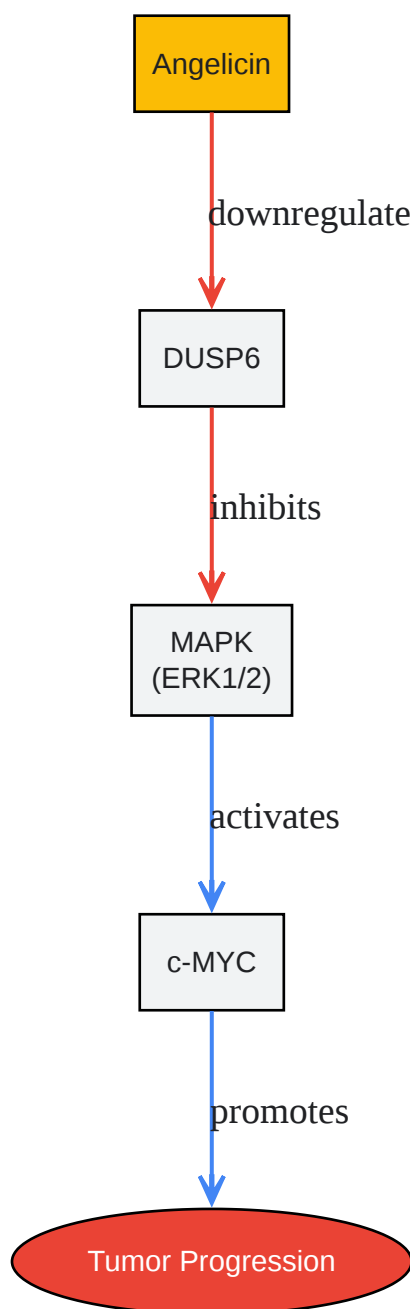 Angelicin
downregulate
DUSP6
inhibits
MAPK
(ERK1/2)
activates
c-MYC
promotes
Tumor Progression